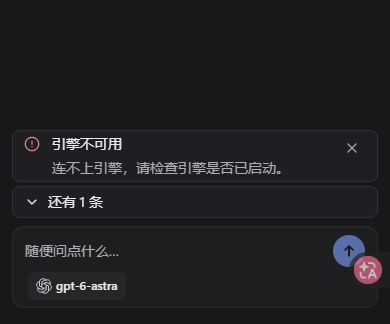 引擎不可用
连不上引擎，请检查引擎是否已启动。
还有 1 条
随便问点什么...
gpt-6-astra